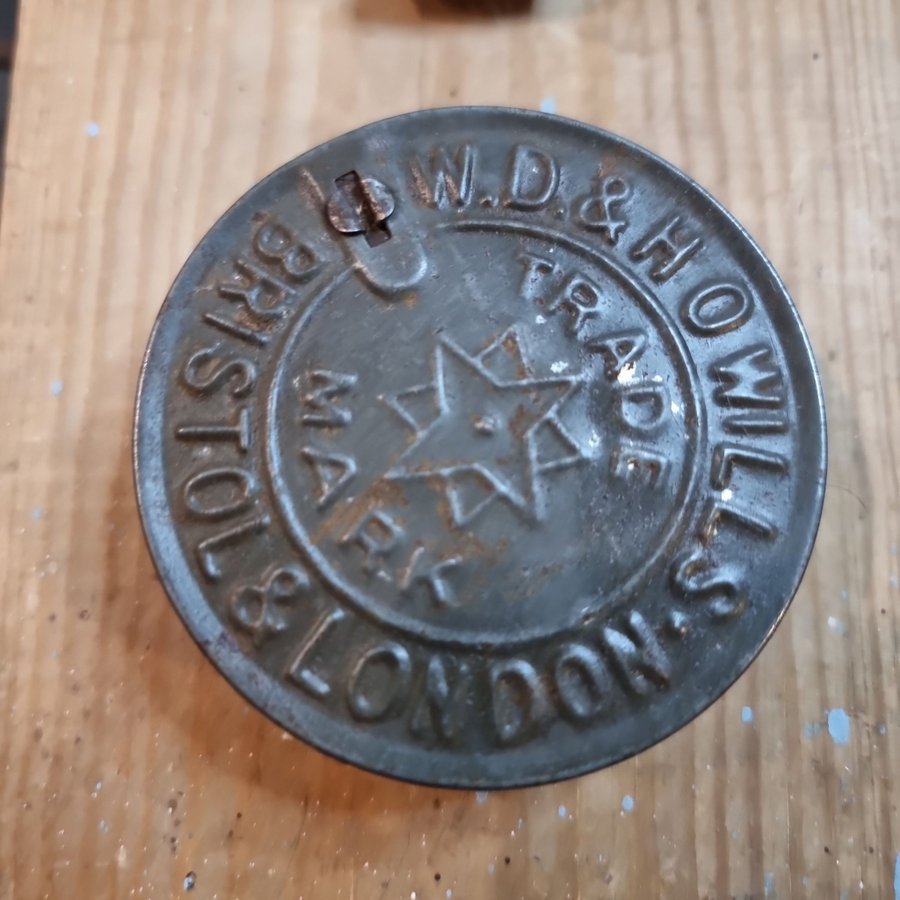 W.D. & H O WILLS.
BRISTOL & LONDON
TRADE
MARK